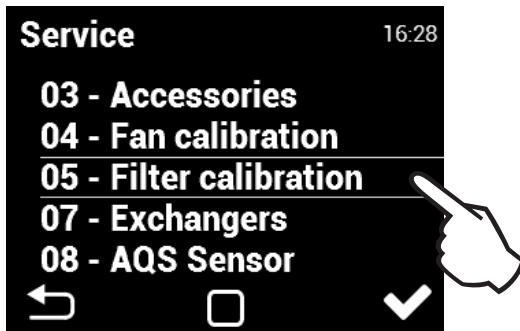 Service 16:28
03 - Accessories
04 - Fan calibration
05 - Filter calibration
07 - Exchangers
08 - AQS Sensor